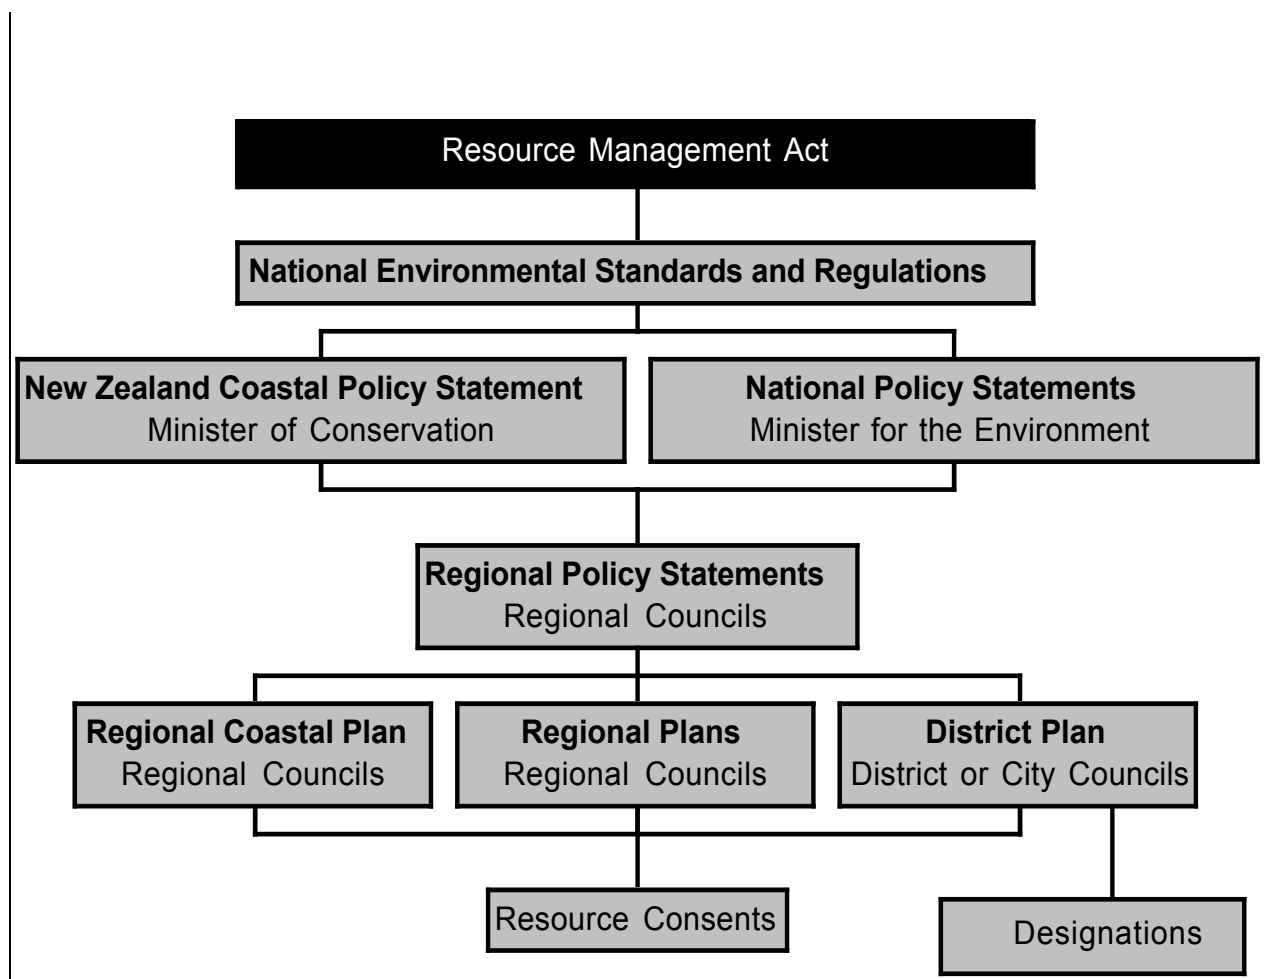 Resource Management Act
National Environmental Standards and Regulations
New Zealand Coastal Policy Statement
Minister of Conservation
National Policy Statements
Minister for the Environment
Regional Policy Statements
Regional Councils
Regional Coastal Plan
Regional Councils
Regional Plans
Regional Councils
District Plan
District or City Councils
Resource Consents
Designations